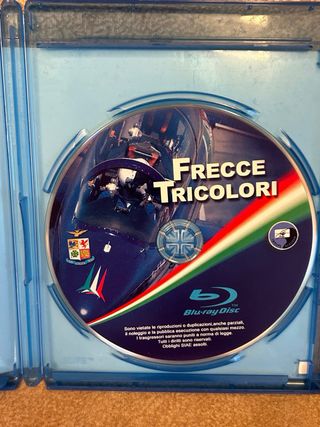 FRECCE
TRICOLORI
Blu-ray Disc
Sono vietate le riproduzioni o duplicazioni,anche parziali,
il noleggio e la pubblica esecuzione con qualsiasi mezzo.
I trasgressori saranno puniti a norma di legge.
Tutti i diritti sono riservati.
Obblighi SIAE assolti.